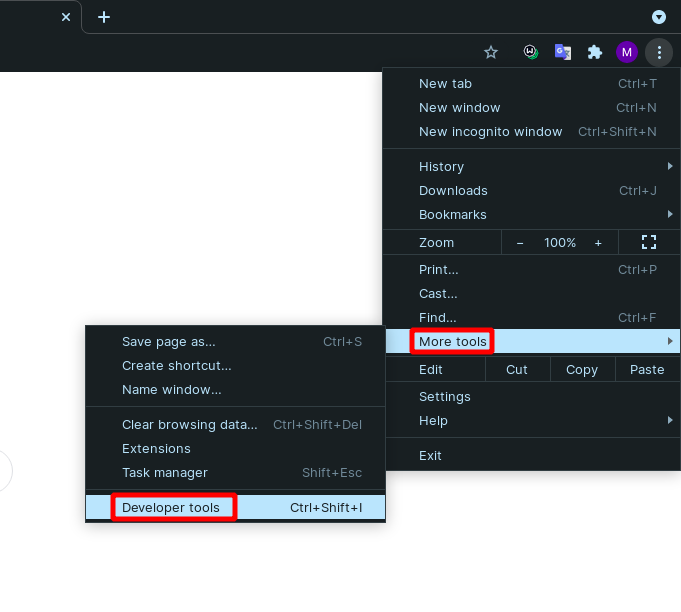 M
New tab Ctrl+T
New window Ctrl+N
New incognito window Ctrl+Shift+N
History
Downloads Ctrl+J
Bookmarks
Zoom − 100% +
Print... Ctrl+P
Cast...
Find... Ctrl+F
More tools
Edit Cut Copy Paste
Settings
Help
Exit
Save page as... Ctrl+S
Create shortcut...
Name window...
Clear browsing data... Ctrl+Shift+Del
Extensions
Task manager Shift+Esc
Developer tools Ctrl+Shift+I